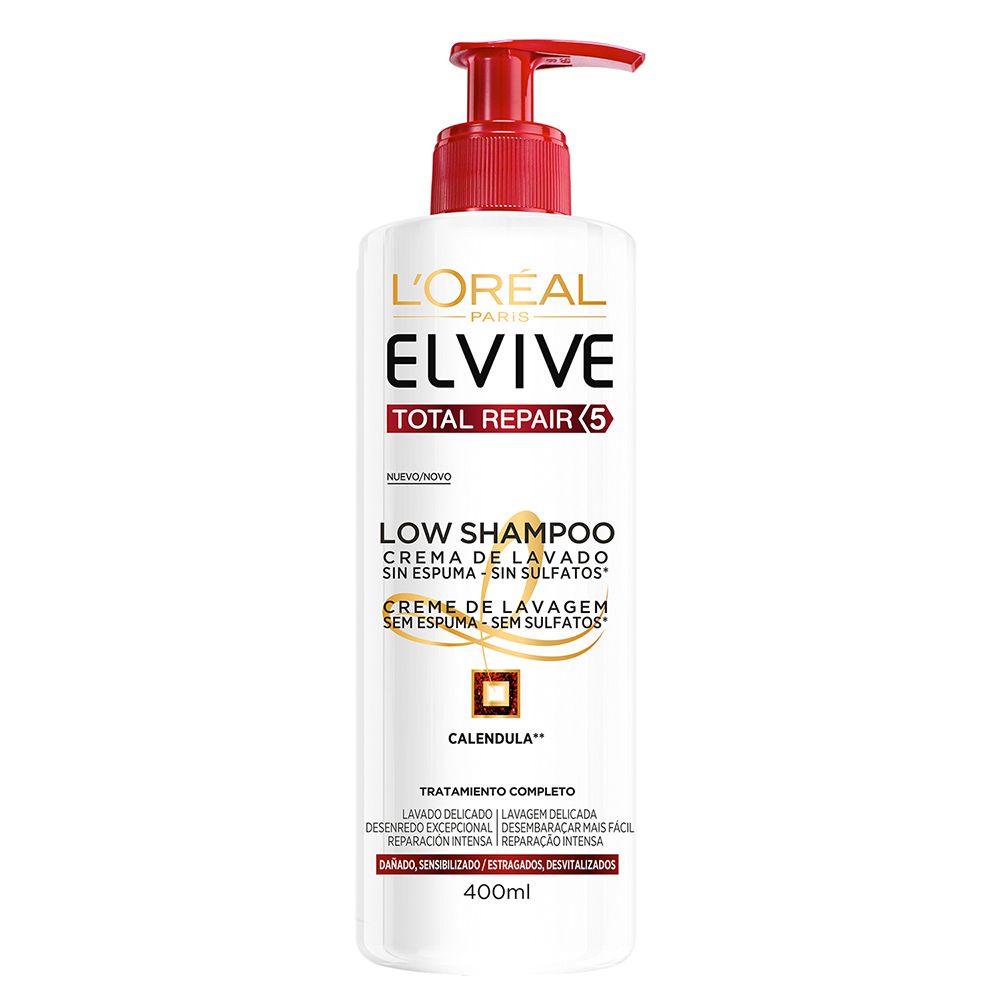 L'ORÉAL
PARiS
ELVIVE
TOTAL REPAIR 5
NUEVO/NOVO
LOW SHAMPOO
CREMA DE LAVADO
SIN ESPUMA - SIN SULFATOS*
CREME DE LAVAGEM
SEM ESPUMA - SEM SULFATOS*
CALENDULA**
TRATAMIENTO COMPLETO
LAVADO DELICADO | LAVAGEM DELICADA
DESENREDO EXCEPCIONAL | DESEMBARAÇAR MAIS FÁCIL
REPARACIÓN INTENSA | REPARAÇÃO INTENSA
DAÑADO, SENSIBILIZADO / ESTRAGADOS, DESVITALIZADOS
400ml